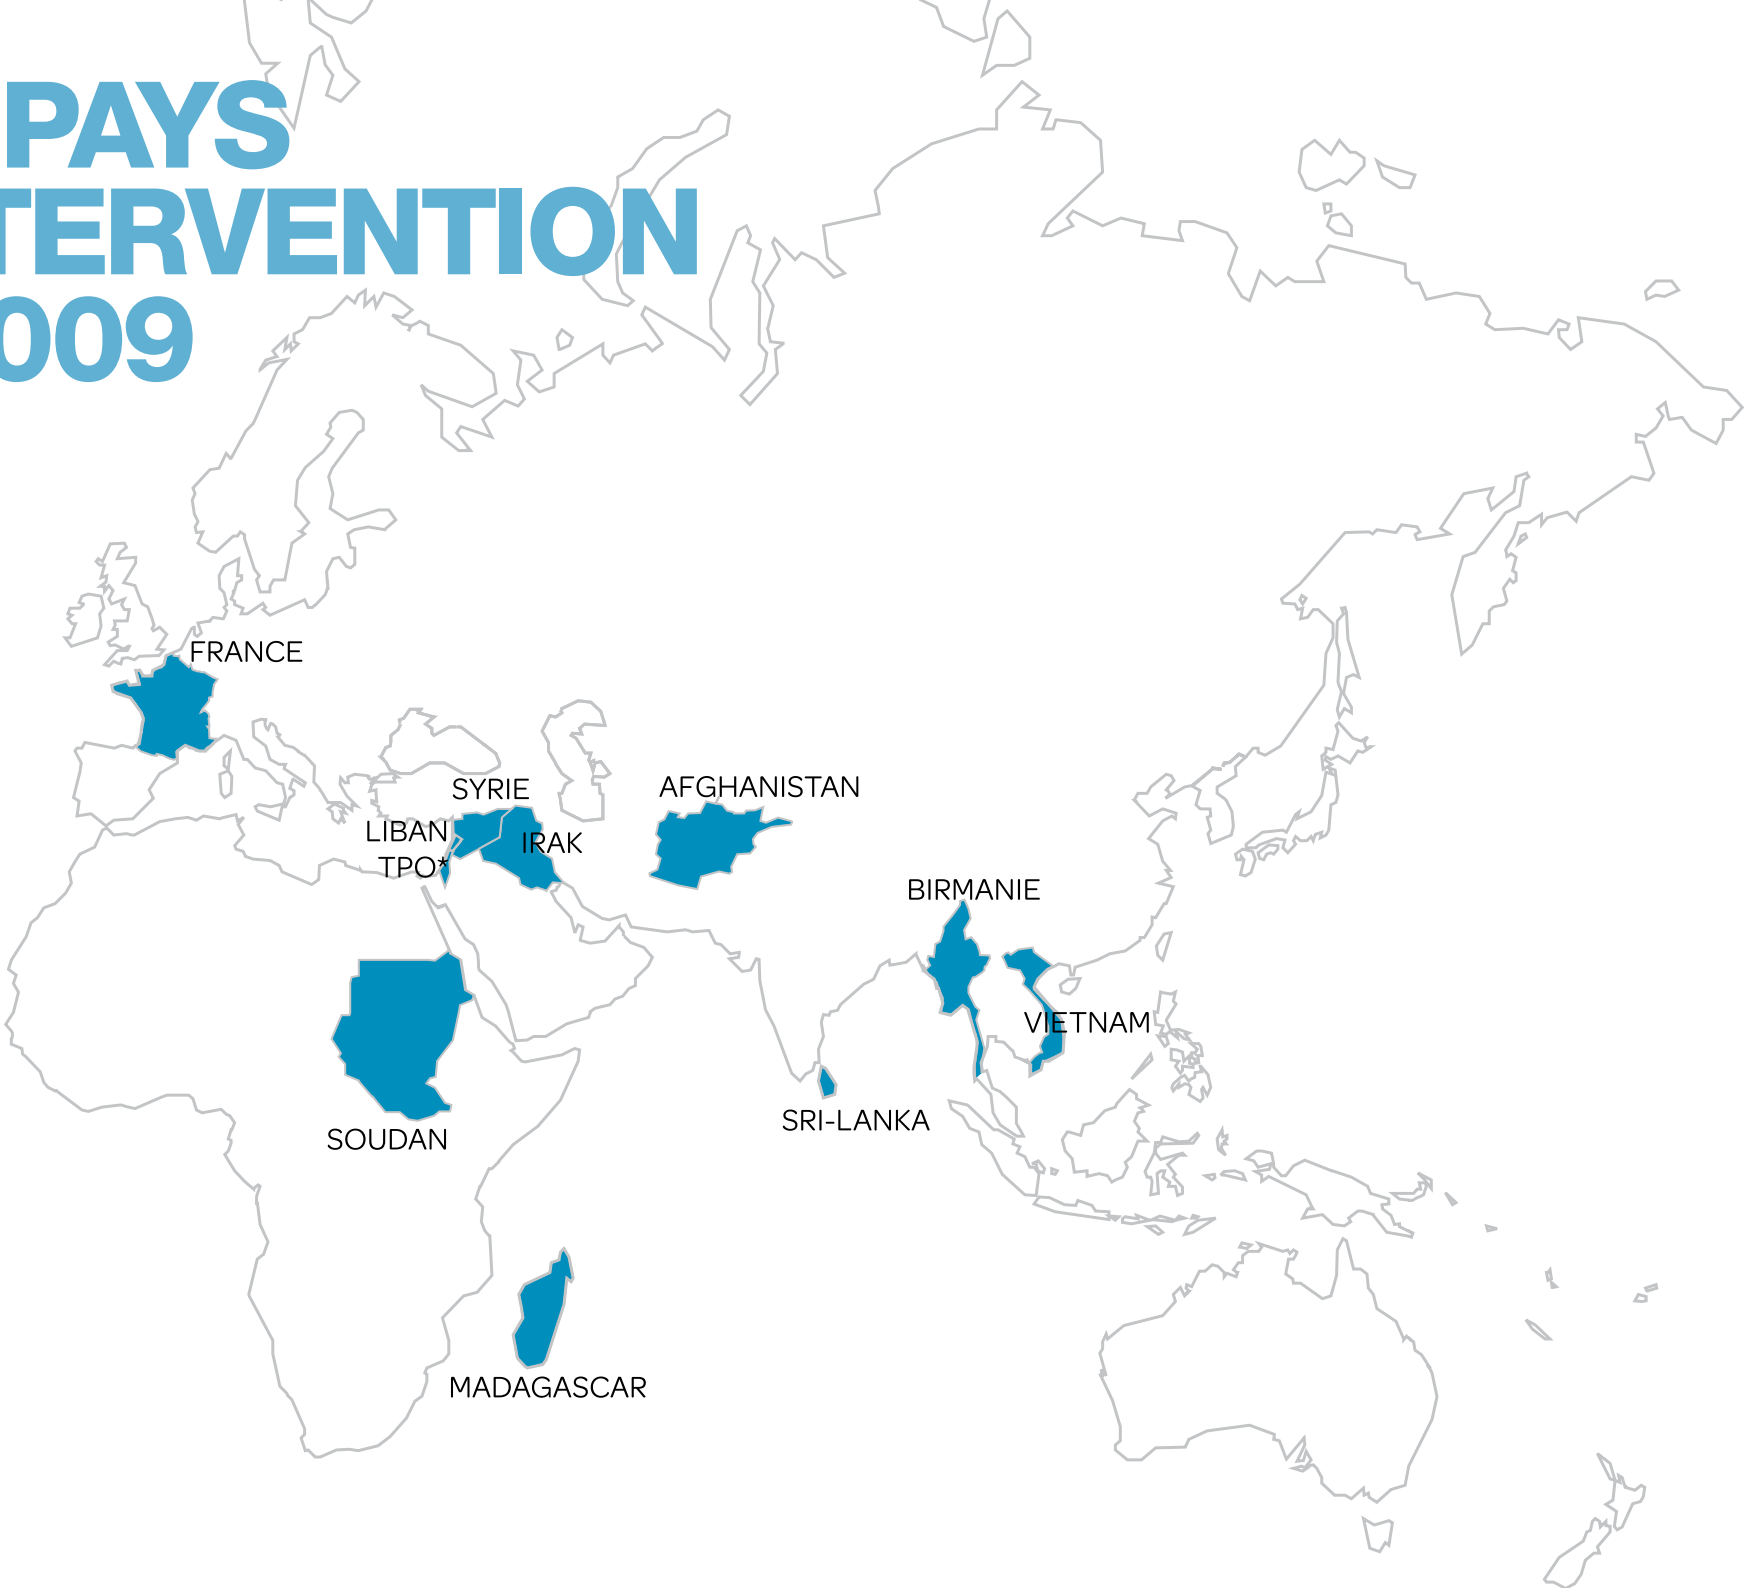 PAYS
TERVENTION
009
FRANCE
SYRIE
AFGHANISTAN
LIBAN
IRAK
TPO*
BIRMANIE
VIETNAM
SRI-LANKA
SOUDAN
MADAGASCAR